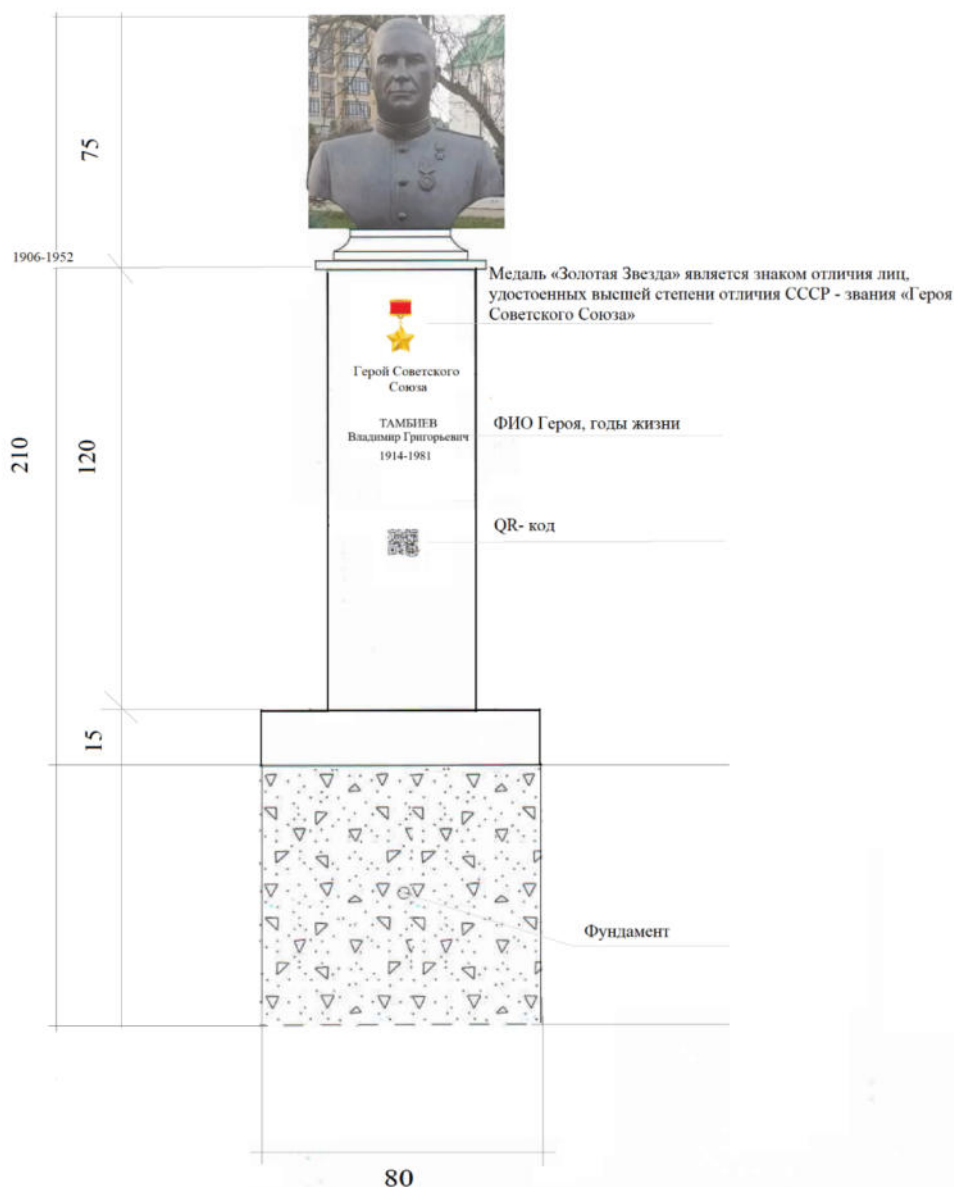 75
1906-1952
Медаль «Золотая Звезда» является знаком отличия лиц,
удостоенных высшей степени отличия СССР - звания «Героя
Советского Союза»
Герой Советского
Союза
ТАМБИЕВ
Владимир Григорьевич
1914-1981
ФИО Героя, годы жизни
210
120
QR- код
15
Фундамент
80